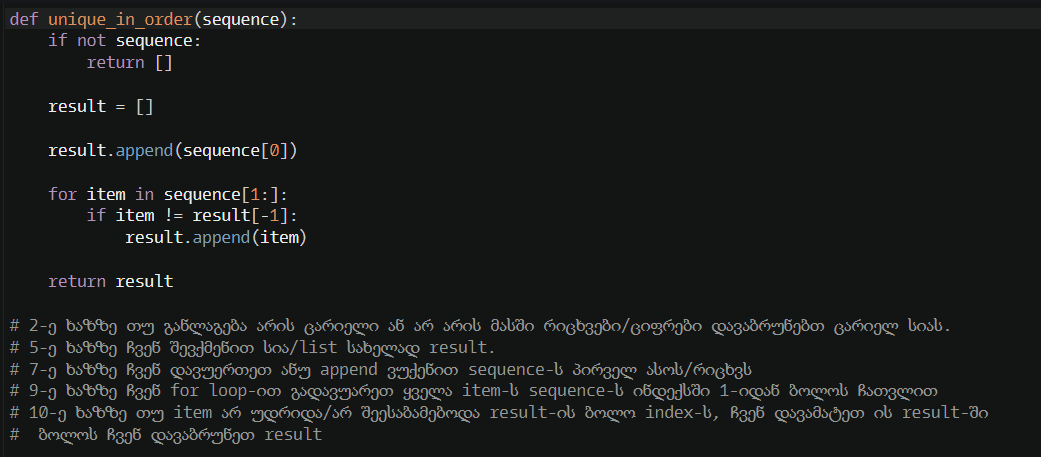 def unique_in_order(sequence):
    if not sequence:
        return []

    result = []

    result.append(sequence[0])

    for item in sequence[1:]:
        if item != result[-1]:
            result.append(item)

    return result

# 2-ე ხაზზე თუ განლაგება არის ცარიელი ან არ არის მასში რიცხვები/ციფრები დავაბრუნებთ ცარიელ სიას.
# 5-ე ხაზზე ჩვენ შევქმენით სია/list სახელად result.
# 7-ე ხაზზე ჩვენ დავუერთეთ ანუ append ვუქენით sequence-ს პირველ ასოს/რიცხვს
# 9-ე ხაზზე ჩვენ for loop-ით გადავუარეთ ყველა item-ს sequence-ს ინდექსში 1-იდან ბოლოს ჩათვლით
# 10-ე ხაზზე თუ item არ უდრიდა/არ შეესაბამებოდა result-ის ბოლო index-ს, ჩვენ დავამატეთ ის result-ში
#  ბოლოს ჩვენ დავაბრუნეთ result